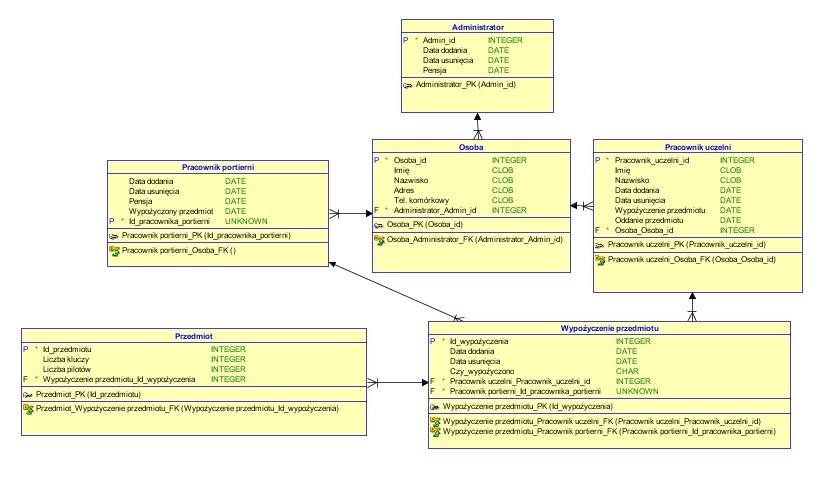 Administrator
P * Admin_id INTEGER
Data dodania DATE
Data usunięcia DATE
Pensja DATE
Administrator_PK (Admin_id)
Osoba
P * Osoba_id INTEGER
Imię CLOB
Nazwisko CLOB
Adres CLOB
Tel. komórkowy CLOB
F * Administrator_Admin_id INTEGER
Osoba_PK (Osoba_id)
Osoba_Administrator_FK (Administrator_Admin_id)
Pracownik uczelni
P * Pracownik_uczelni_id INTEGER
Imię CLOB
Nazwisko CLOB
Data dodania DATE
Data usunięcia DATE
Wypożyczenie przedmiotu DATE
Oddanie przedmiotu DATE
F * Osoba_Osoba_id INTEGER
Pracownik uczelni_PK (Pracownik_uczelni_id)
Pracownik uczelni_Osoba_FK (Osoba_Osoba_id)
Pracownik portierni
Data dodania DATE
Data usunięcia DATE
Pensja DATE
Wypożyczony przedmiot DATE
P * Id_pracownika_portierni UNKNOWN
Pracownik portierni_PK (Id_pracownika_portierni)
Pracownik portierni_Osoba_FK ()
Przedmiot
P * Id_przedmiotu INTEGER
Liczba kluczy INTEGER
Liczba pilotów INTEGER
F * Wypożyczenie przedmiotu_Id_wypożyczenia INTEGER
Przedmiot_PK (Id_przedmiotu)
Przedmiot_Wypożyczenie przedmiotu_FK (Wypożyczenie przedmiotu_Id_wypożyczenia)
Wypożyczenie przedmiotu
P * Id_wypożyczenia INTEGER
Data dodania DATE
Data usunięcia DATE
Czy_wypożyczono CHAR
F * Pracownik uczelni_Pracownik_uczelni_id INTEGER
F * Pracownik portierni_Id_pracownika_portierni UNKNOWN
Wypożyczenie przedmiotu_PK (Id_wypożyczenia)
Wypożyczenie przedmiotu_Pracownik uczelni_FK (Pracownik uczelni_Pracownik_uczelni_id)
Wypożyczenie przedmiotu_Pracownik portierni_FK (Pracownik portierni_Id_pracownika_portierni)